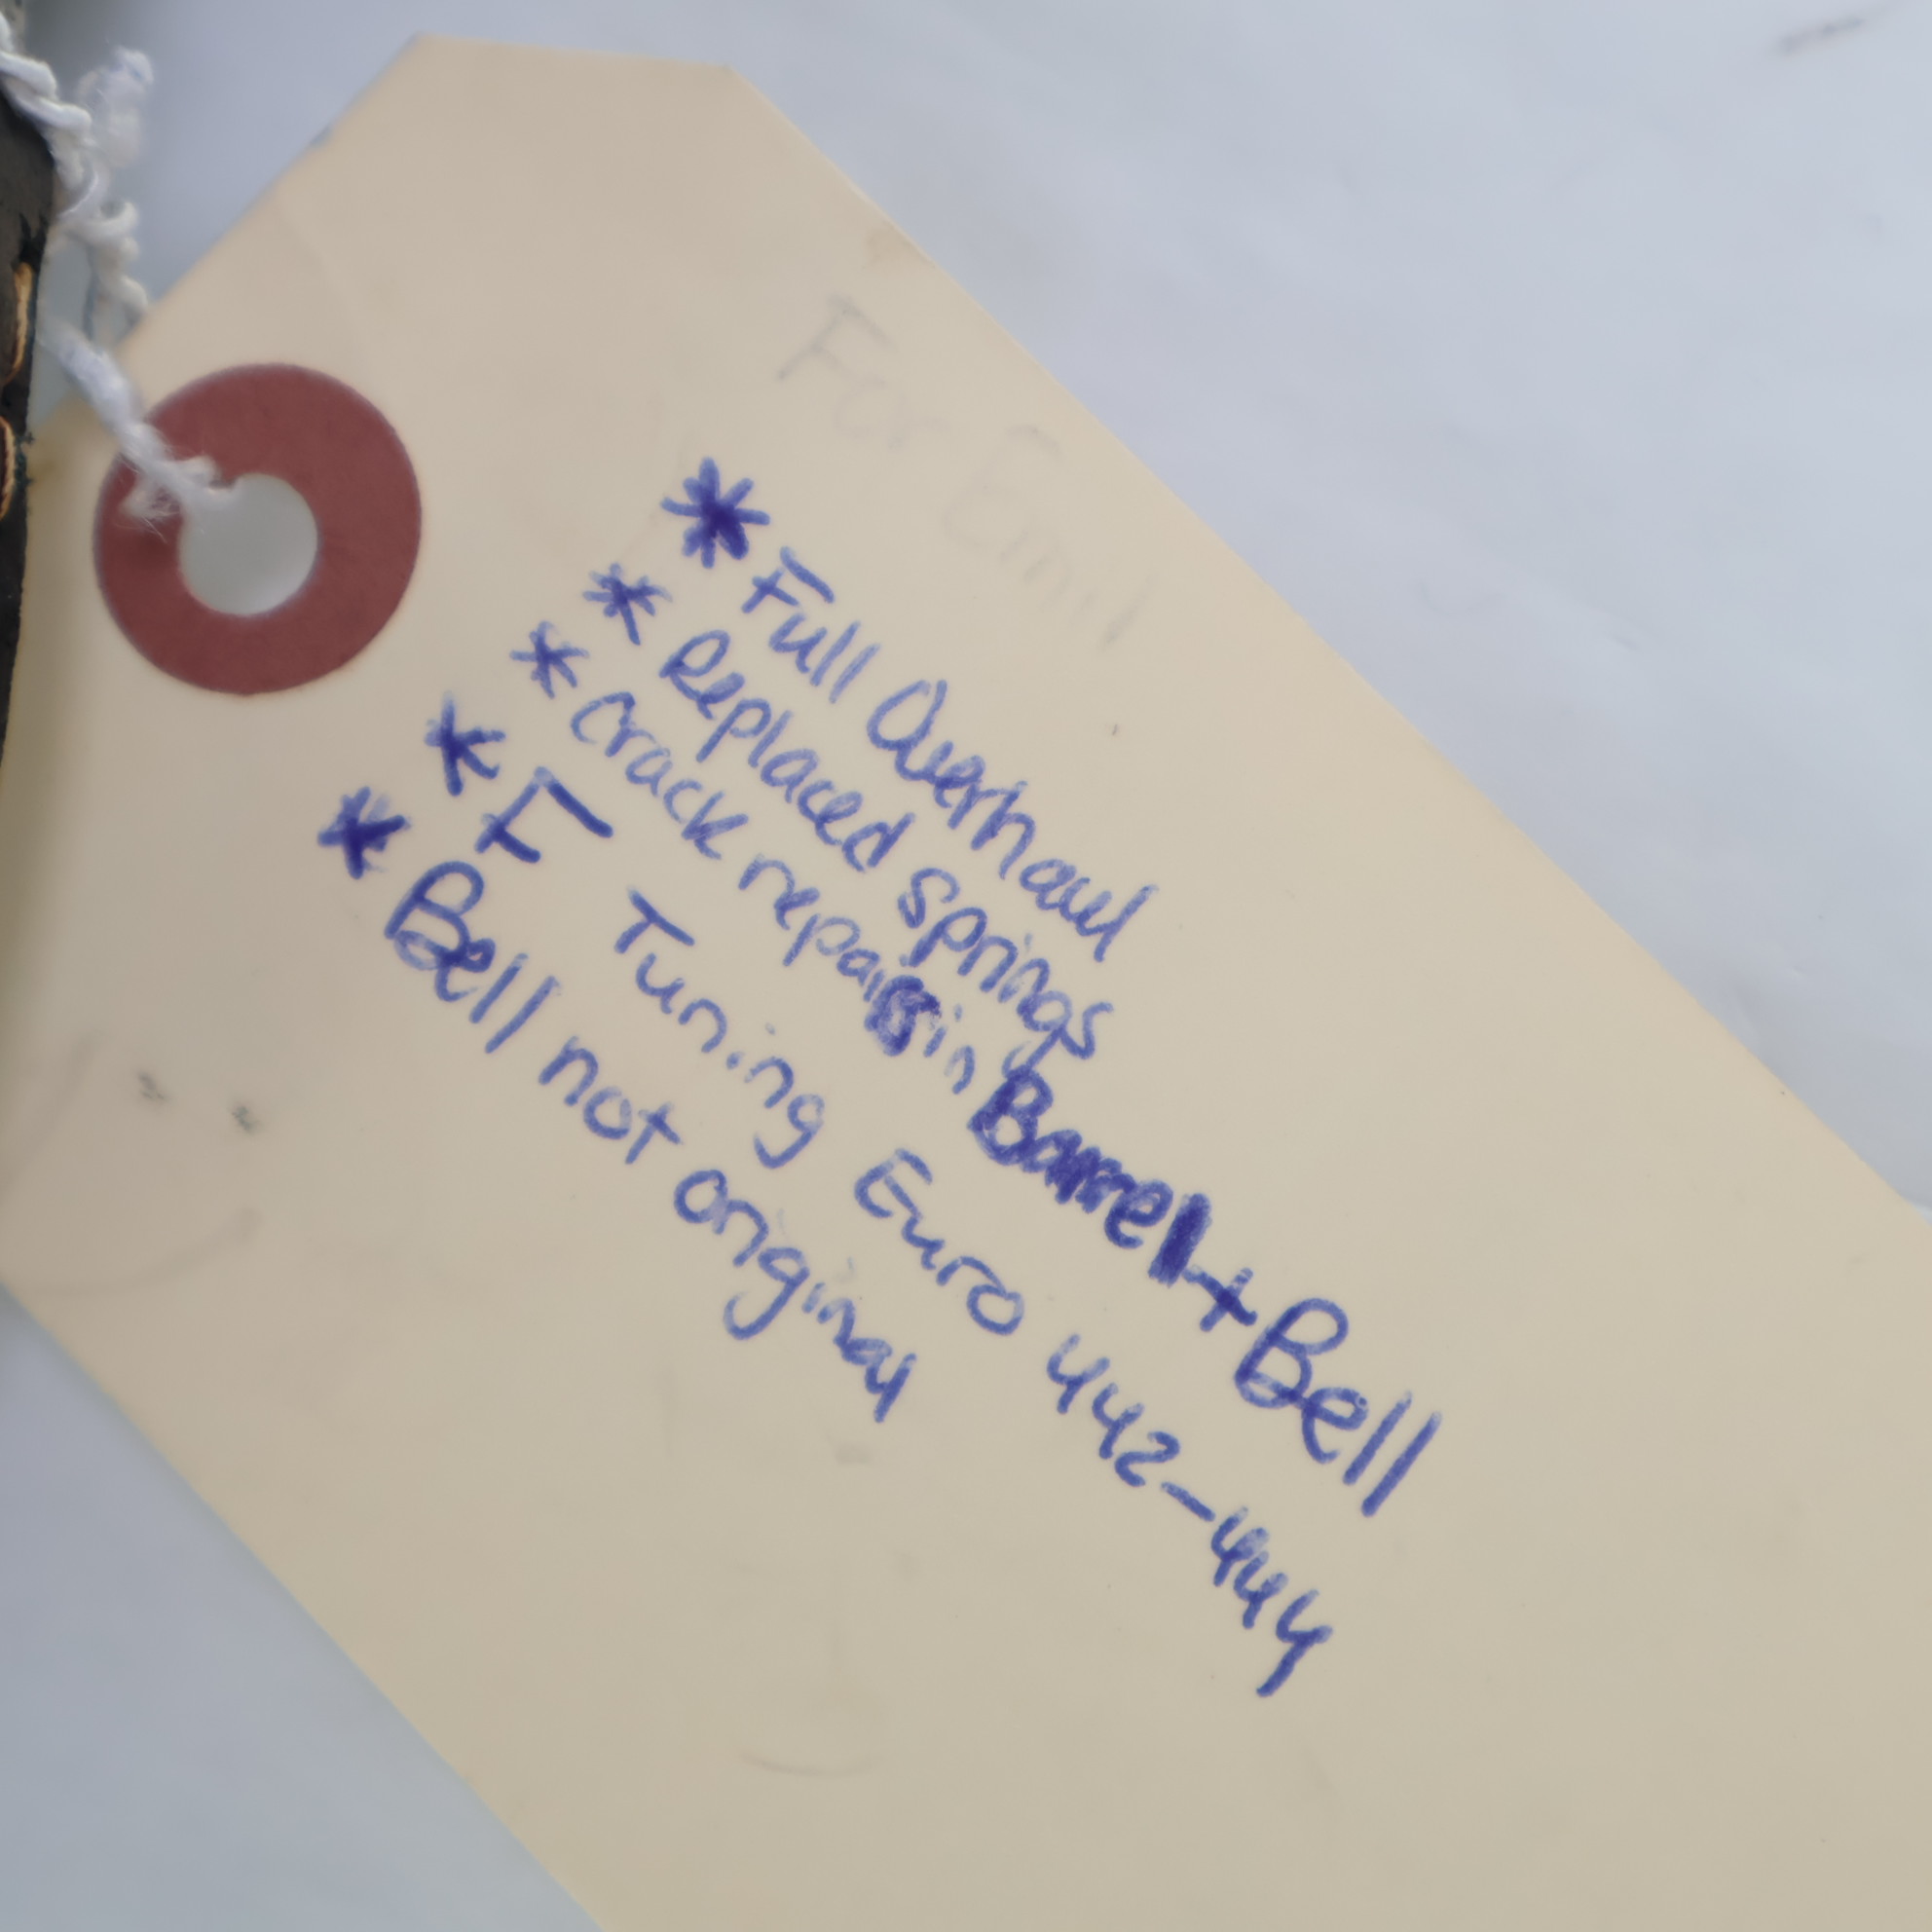 For Emil
* Full Overhaul
* Replaced springs
* Crack repairs in Barrel + Bell
* F Tuning Euro 442-444
* Bell not original